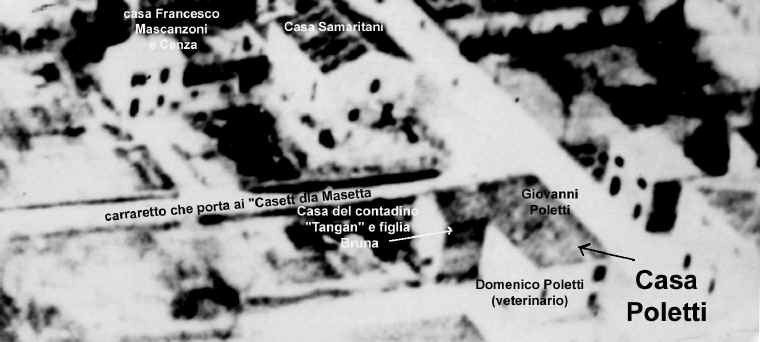 casa Francesco
Mascanzoni
e Canza
Casa Samaritani
carraretto che porta ai "Casett dla Masetta
Casa del contadino
"Tangan" e figlia
Bruna
Giovanni
Poletti
Domenico Poletti
(veterinario)
Casa
Poletti